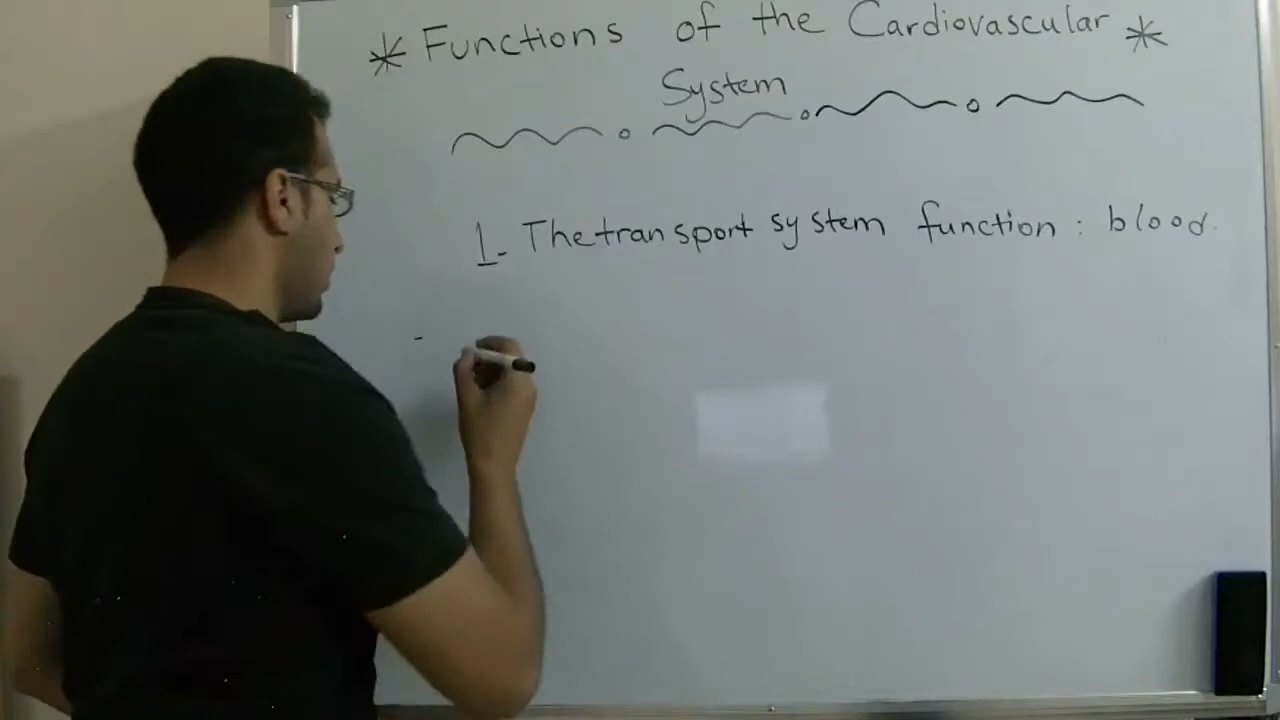 * Functions of the Cardiovascular *
System
1- The transport system function : blood.
-